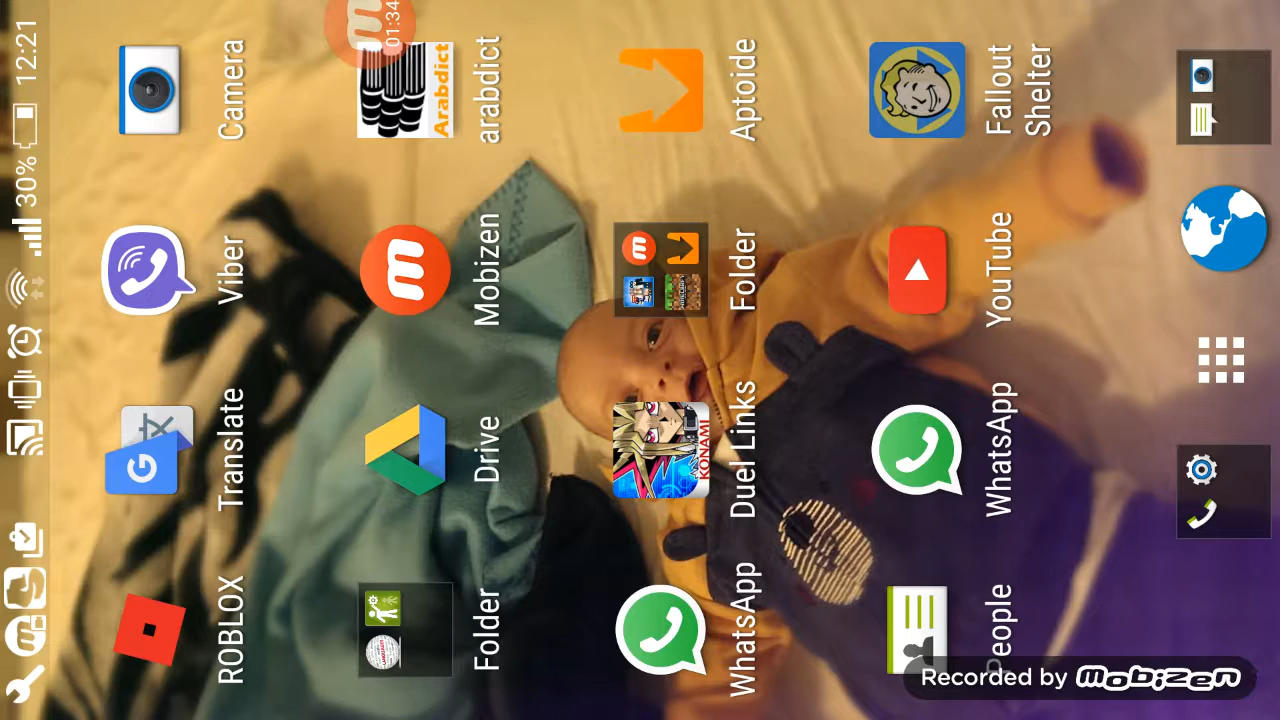 30% 12:21
01:34
ROBLOX Translate Viber Camera
Arabdict
Folder Drive Mobizen arabdict
KONAMI
WhatsApp Duel Links Folder Aptoide
People WhatsApp YouTube Fallout
Shelter
Recorded by mobizen